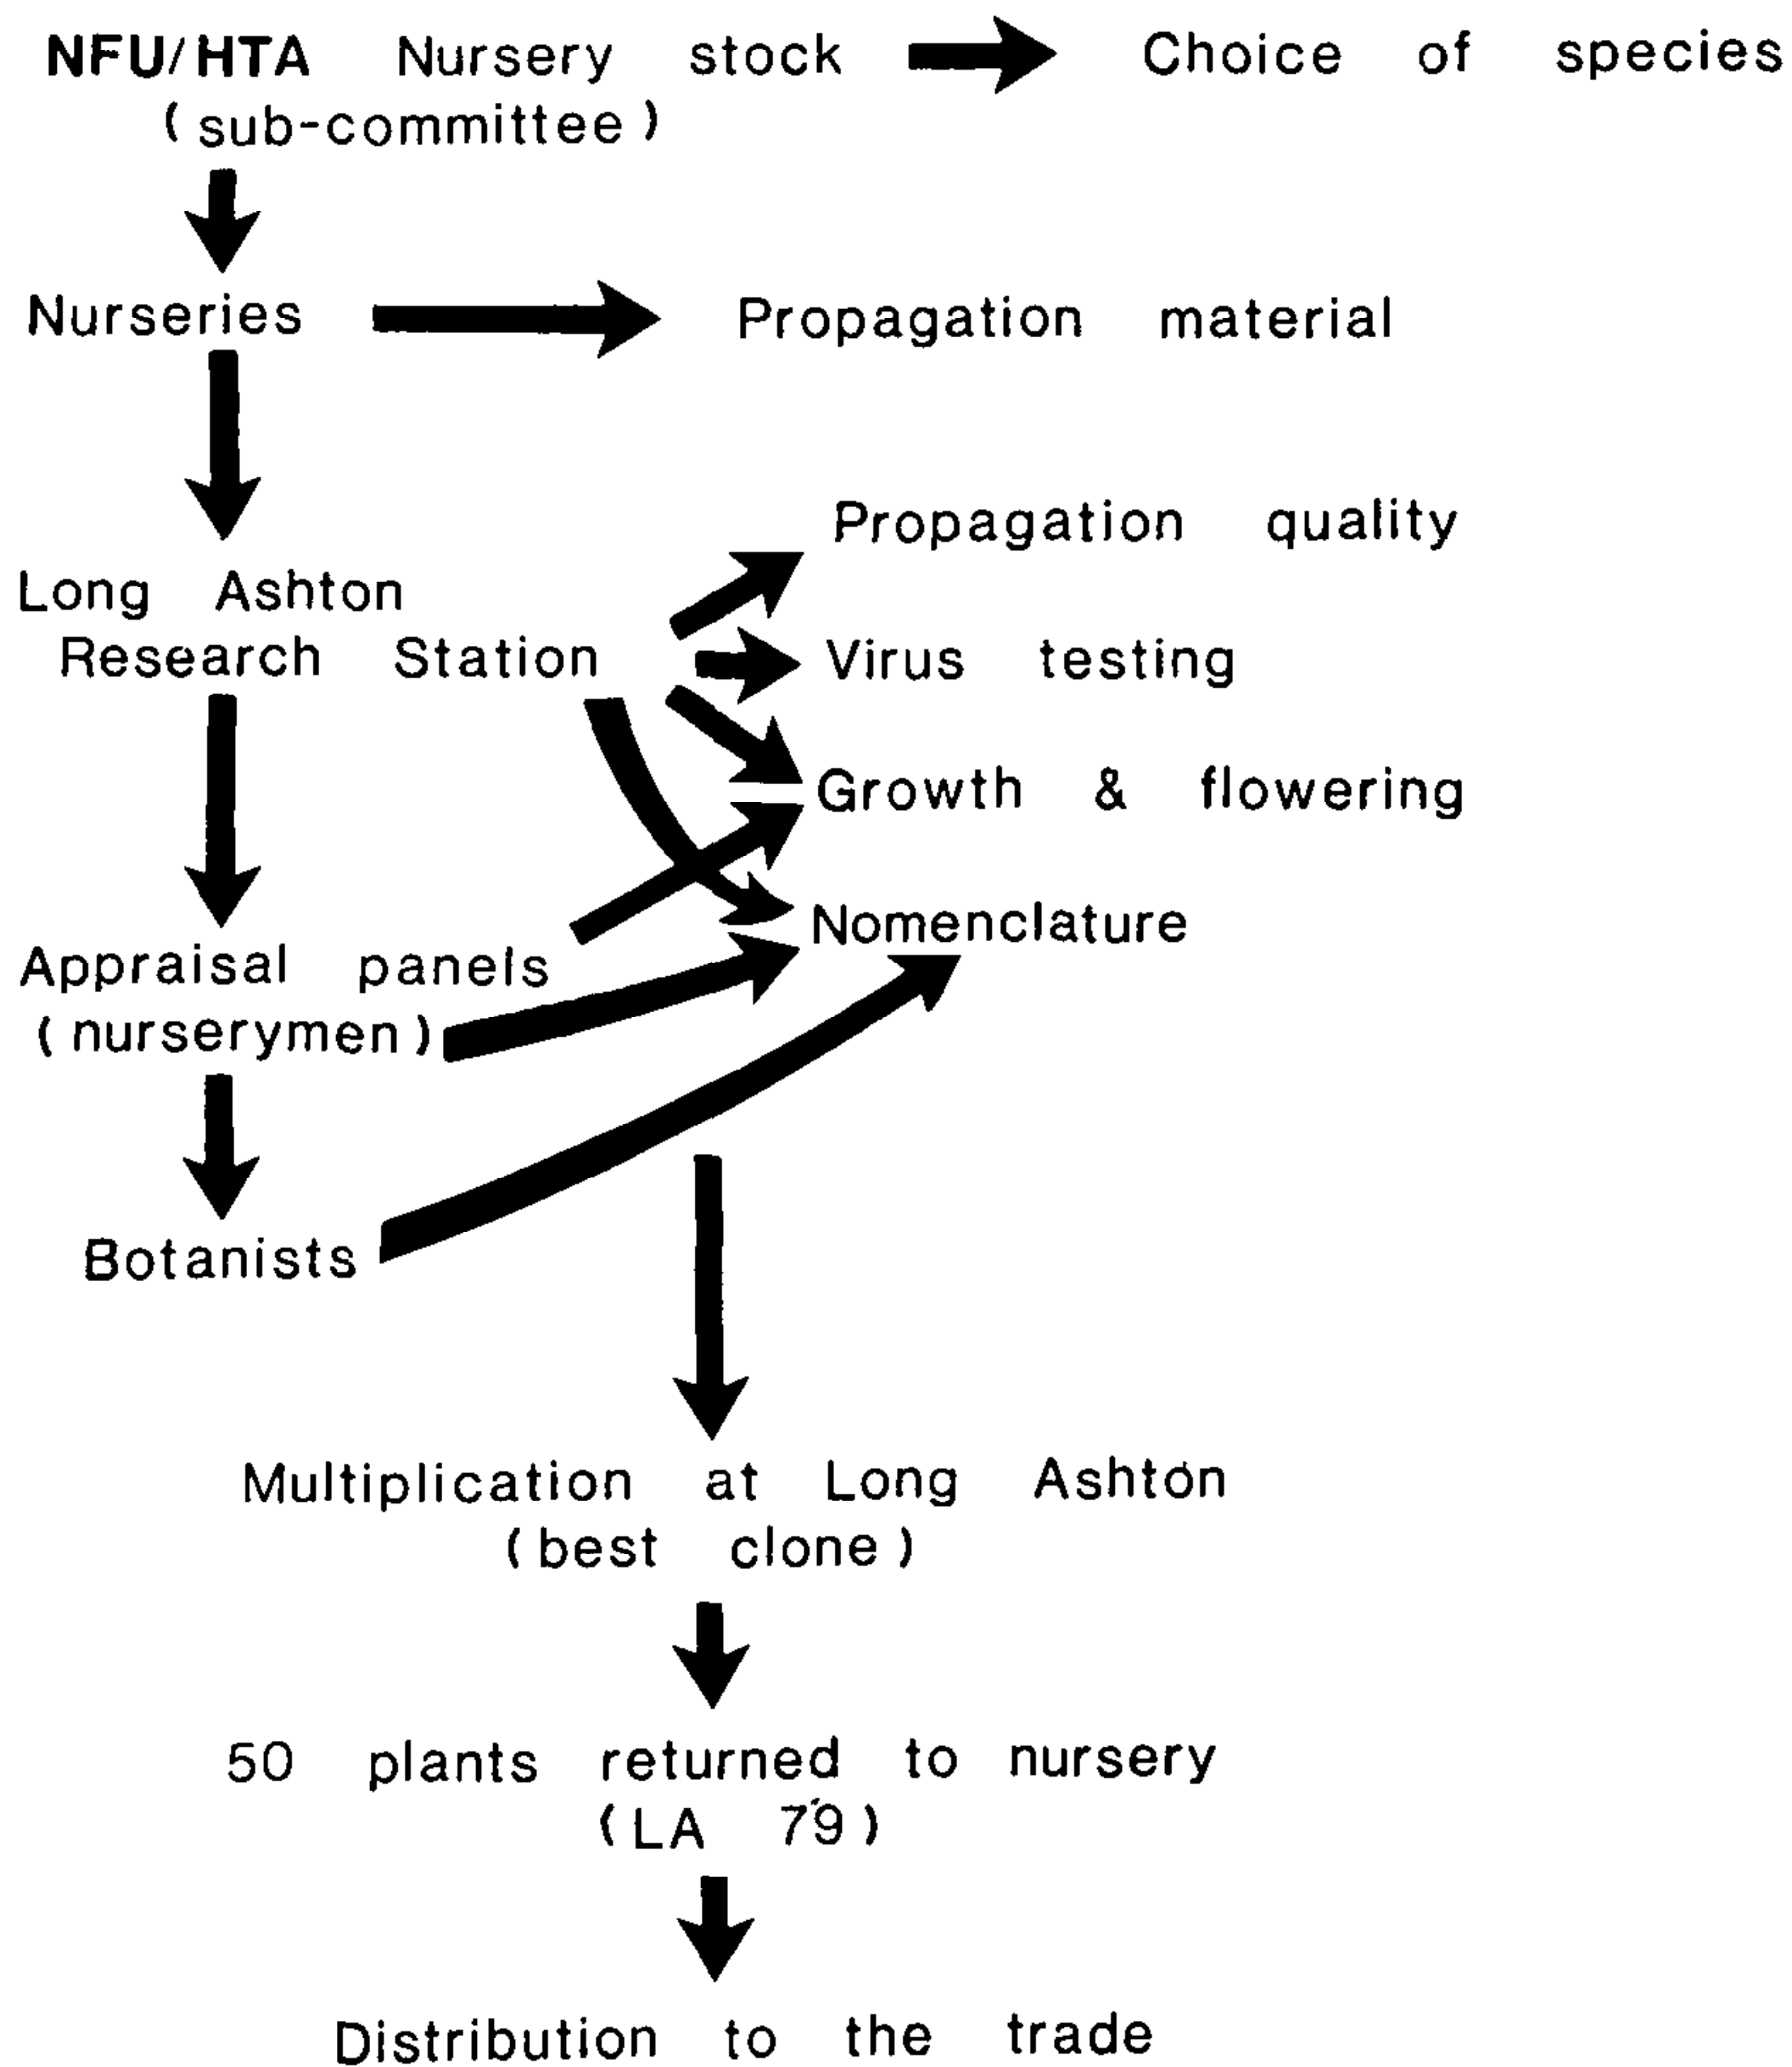 NFU/HTA Nursery stock Choice of species
(sub-committee)
Nurseries Propagation material
Propagation quality
Long Ashton
Research Station Virus testing
Growth & flowering
Nomenclature
Appraisal panels
(nurserymen)
Botanists
Multiplication at Long Ashton
(best clone)
50 plants returned to nursery
(LA 79)
Distribution to the trade